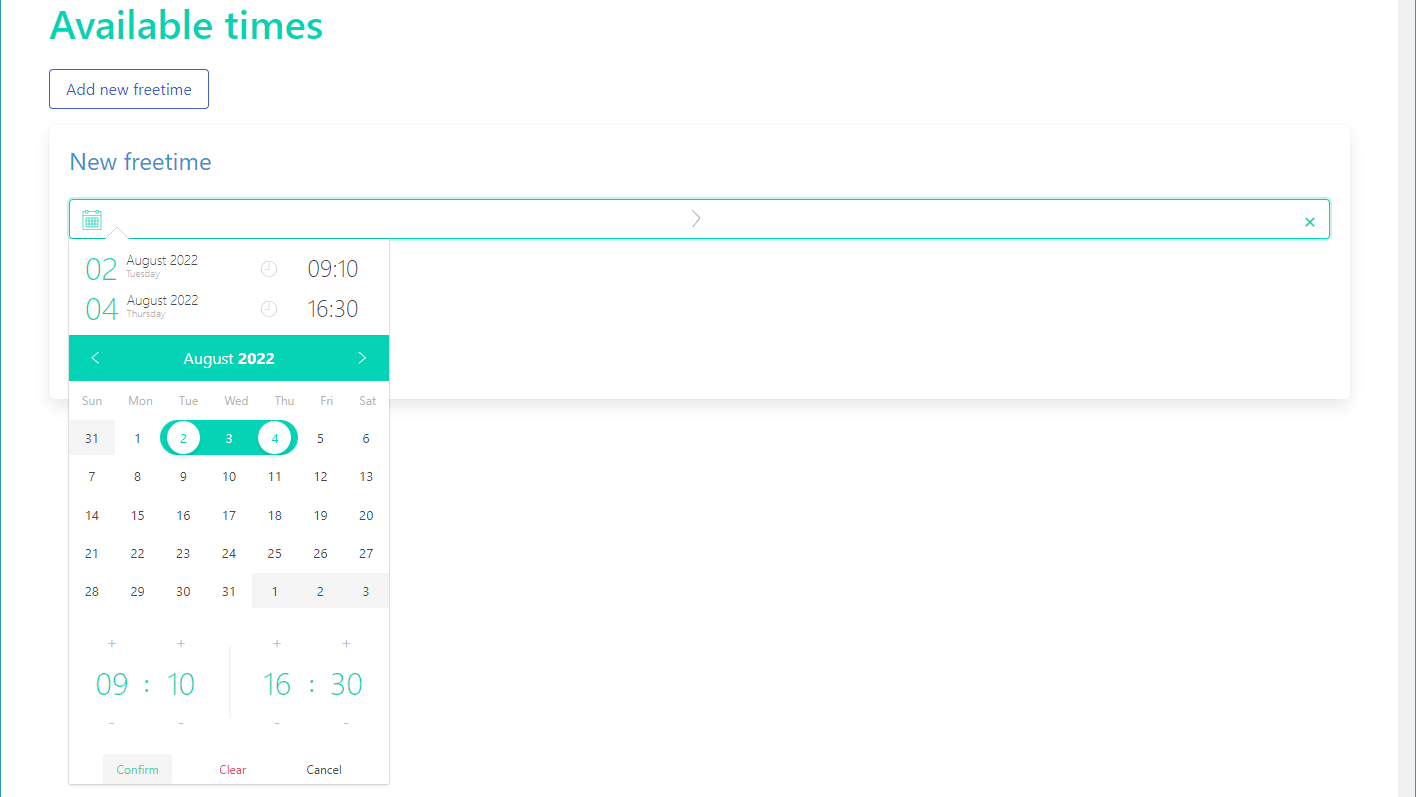 Available times
Add new freetime
New freetime
02 August 2022 09:10
Tuesday
04 August 2022 16:30
Thursday
August 2022
Sun Mon Tue Wed Thu Fri Sat
31 1 2 3 4 5 6
7 8 9 10 11 12 13
14 15 16 17 18 19 20
21 22 23 24 25 26 27
28 29 30 31 1 2 3
+ + + +
09 : 10 16 : 30
- - - -
Confirm Clear Cancel